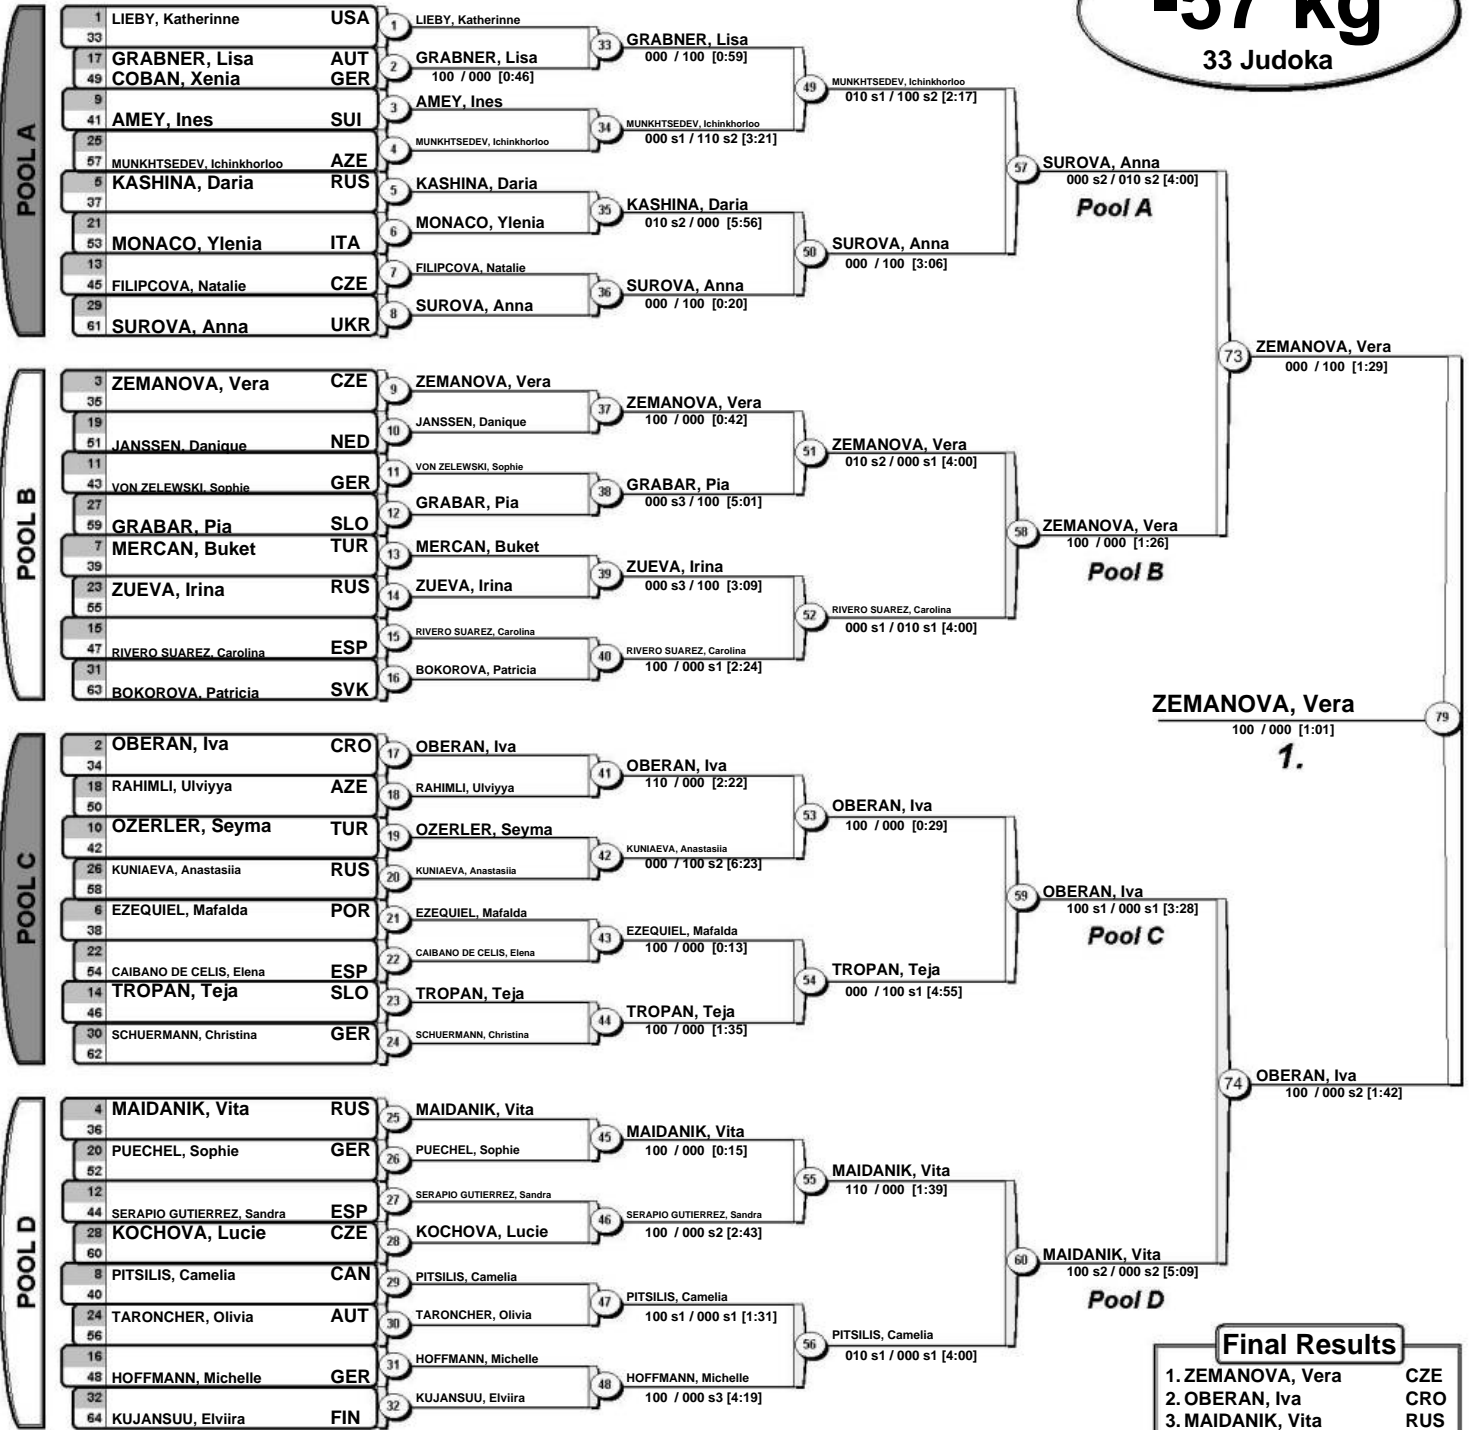 -57 kg
33 Judoka
POOL A
1 LIEBY, Katherinne USA
33
17 GRABNER, Lisa AUT
49 COBAN, Xenia GER
9
41 AMEY, Ines SUI
25
57 MUNKHTSEDEV, Ichinkhorloo AZE
5 KASHINA, Daria RUS
37
21
53 MONACO, Ylenia ITA
13
45 FILIPCOVA, Natalie CZE
29
61 SUROVA, Anna UKR
1 LIEBY, Katherinne
2 GRABNER, Lisa
100 / 000 [0:46]
3 AMEY, Ines
4 MUNKHTSEDEV, Ichinkhorloo
5 KASHINA, Daria
6 MONACO, Ylenia
7 FILIPCOVA, Natalie
8 SUROVA, Anna
33 GRABNER, Lisa
000 / 100 [0:59]
34 MUNKHTSEDEV, Ichinkhorloo
000 s1 / 110 s2 [3:21]
35 KASHINA, Daria
010 s2 / 000 [5:56]
36 SUROVA, Anna
000 / 100 [0:20]
49 MUNKHTSEDEV, Ichinkhorloo
010 s1 / 100 s2 [2:17]
50 SUROVA, Anna
000 / 100 [3:06]
57 SUROVA, Anna
000 s2 / 010 s2 [4:00]
Pool A
POOL B
3 ZEMANOVA, Vera CZE
35
19
51 JANSSEN, Danique NED
11
43 VON ZELEWSKI, Sophie GER
27
59 GRABAR, Pia SLO
7 MERCAN, Buket TUR
39
23 ZUEVA, Irina RUS
55
15
47 RIVERO SUAREZ, Carolina ESP
31
63 BOKOROVA, Patricia SVK
9 ZEMANOVA, Vera
10 JANSSEN, Danique
11 VON ZELEWSKI, Sophie
12 GRABAR, Pia
13 MERCAN, Buket
14 ZUEVA, Irina
15 RIVERO SUAREZ, Carolina
16 BOKOROVA, Patricia
37 ZEMANOVA, Vera
100 / 000 [0:42]
38 GRABAR, Pia
000 s3 / 100 [5:01]
39 ZUEVA, Irina
000 s3 / 100 [3:09]
40 RIVERO SUAREZ, Carolina
100 / 000 s1 [2:24]
51 ZEMANOVA, Vera
010 s2 / 000 s1 [4:00]
52 RIVERO SUAREZ, Carolina
000 s1 / 010 s1 [4:00]
58 ZEMANOVA, Vera
100 / 000 [1:26]
Pool B
73 ZEMANOVA, Vera
000 / 100 [1:29]
ZEMANOVA, Vera 79
100 / 000 [1:01]
1.
POOL C
2 OBERAN, Iva CRO
34
18 RAHIMLI, Ulviyya AZE
50
10 OZERLER, Seyma TUR
42
26 KUNIAEVA, Anastasiia RUS
58
6 EZEQUIEL, Mafalda POR
38
22
54 CAIBANO DE CELIS, Elena ESP
14 TROPAN, Teja SLO
46
30 SCHUERMANN, Christina GER
62
17 OBERAN, Iva
18 RAHIMLI, Ulviyya
19 OZERLER, Seyma
20 KUNIAEVA, Anastasiia
21 EZEQUIEL, Mafalda
22 CAIBANO DE CELIS, Elena
23 TROPAN, Teja
24 SCHUERMANN, Christina
41 OBERAN, Iva
110 / 000 [2:22]
42 KUNIAEVA, Anastasiia
000 / 100 s2 [6:23]
43 EZEQUIEL, Mafalda
100 / 000 [0:13]
44 TROPAN, Teja
100 / 000 [1:35]
53 OBERAN, Iva
100 / 000 [0:29]
54 TROPAN, Teja
000 / 100 s1 [4:55]
59 OBERAN, Iva
100 s1 / 000 s1 [3:28]
Pool C
POOL D
4 MAIDANIK, Vita RUS
36
20 PUECHEL, Sophie GER
52
12
44 SERAPIO GUTIERREZ, Sandra ESP
28 KOCHOVA, Lucie CZE
60
8 PITSILIS, Camelia CAN
40
24 TARONCHER, Olivia AUT
56
16
48 HOFFMANN, Michelle GER
32
64 KUJANSUU, Elviira FIN
25 MAIDANIK, Vita
26 PUECHEL, Sophie
27 SERAPIO GUTIERREZ, Sandra
28 KOCHOVA, Lucie
29 PITSILIS, Camelia
30 TARONCHER, Olivia
31 HOFFMANN, Michelle
32 KUJANSUU, Elviira
45 MAIDANIK, Vita
100 / 000 [0:15]
46 SERAPIO GUTIERREZ, Sandra
100 / 000 s2 [2:43]
47 PITSILIS, Camelia
100 s1 / 000 s1 [1:31]
48 HOFFMANN, Michelle
100 / 000 s3 [4:19]
55 MAIDANIK, Vita
110 / 000 [1:39]
56 PITSILIS, Camelia
010 s1 / 000 s1 [4:00]
60 MAIDANIK, Vita
100 s2 / 000 s2 [5:09]
Pool D
74 OBERAN, Iva
100 / 000 s2 [1:42]
Final Results
1. ZEMANOVA, Vera CZE
2. OBERAN, Iva CRO
3. MAIDANIK, Vita RUS